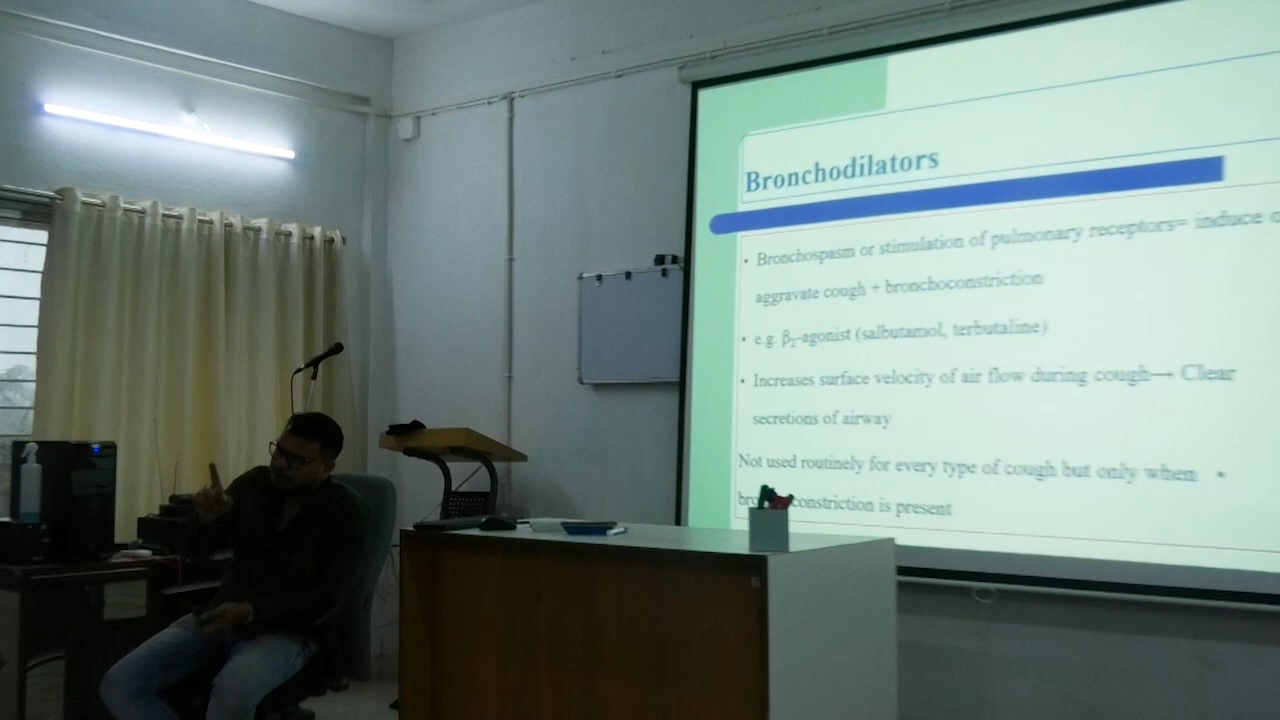 Bronchodilators
• Bronchospasm or stimulation of pulmonary receptors= induce
aggravate cough + bronchoconstriction
• e.g. β₂-agonist (salbutamol, terbutaline)
• Increases surface velocity of air flow during cough→ Clear
secretions of airway
Not used routinely for every type of cough but only when •
constriction is present